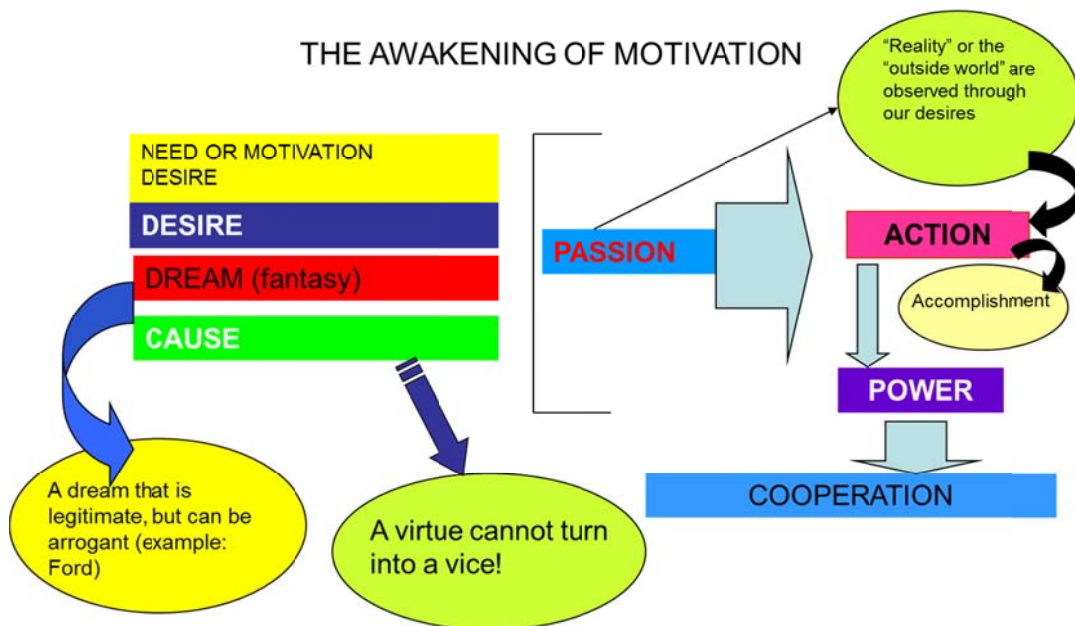 THE AWAKENING OF MOTIVATION
“Reality” or the
“outside world” are
observed through
our desires
NEED OR MOTIVATION
DESIRE
DESIRE
DREAM (fantasy)
CAUSE
PASSION
ACTION
Accomplishment
POWER
COOPERATION
A dream that is
legitimate, but can be
arrogant (example:
Ford)
A virtue cannot turn
into a vice!